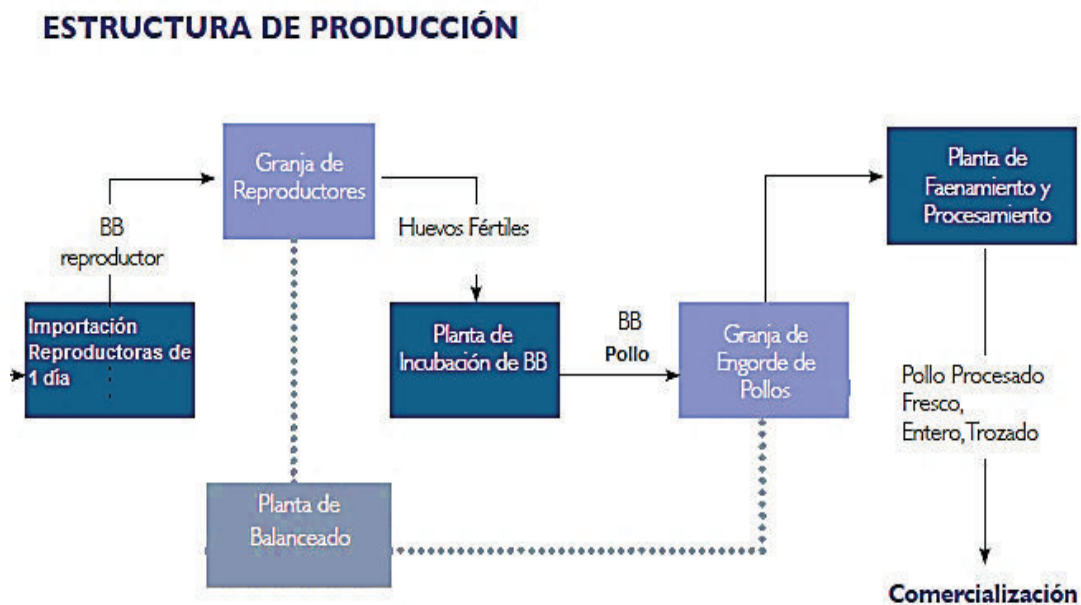 ESTRUCTURA DE PRODUCCIÓN
Granja de
Reproductores
BB
reproductor
Huevos Fértiles
Importación
Reproductoras de
1 día
Planta de
Incubación de BB
BB
Pollo
Granja de
Engorde de
Pollos
Planta de
Faenamiento y
Procesamiento
Pollo Procesado
Fresco,
Entero, Trozado
Planta de
Balanceado
Comercialización